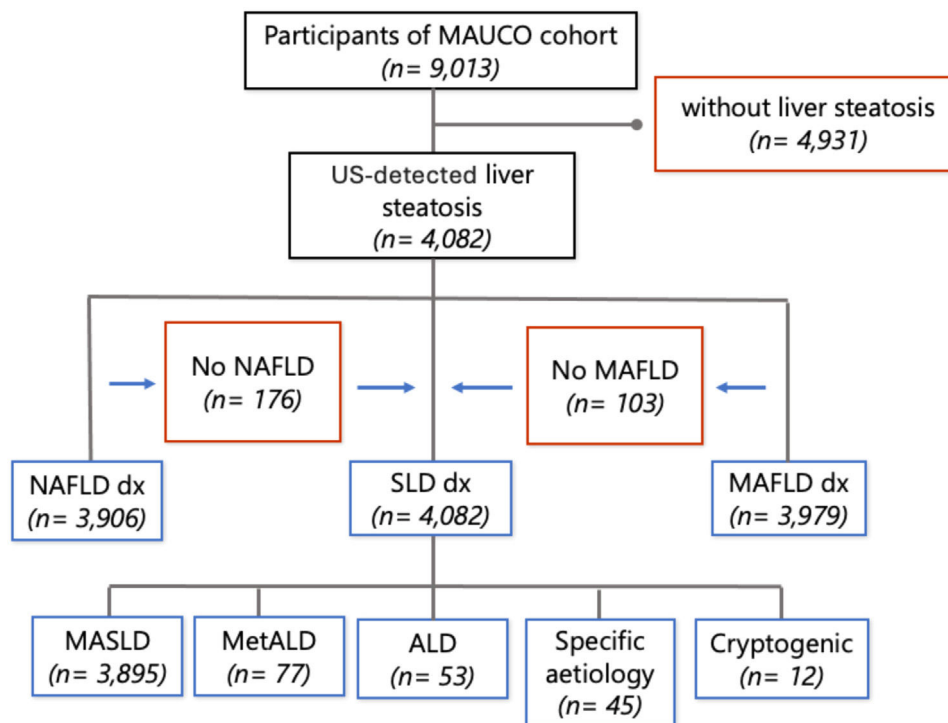 Participants of MAUCO cohort
(n= 9,013)
without liver steatosis
(n= 4,931)
US-detected liver
steatosis
(n= 4,082)
No NAFLD
(n= 176)
No MAFLD
(n= 103)
NAFLD dx
(n= 3,906)
SLD dx
(n= 4,082)
MAFLD dx
(n= 3,979)
MASLD
(n= 3,895)
MetALD
(n= 77)
ALD
(n= 53)
Specific
aetiology
(n= 45)
Cryptogenic
(n= 12)